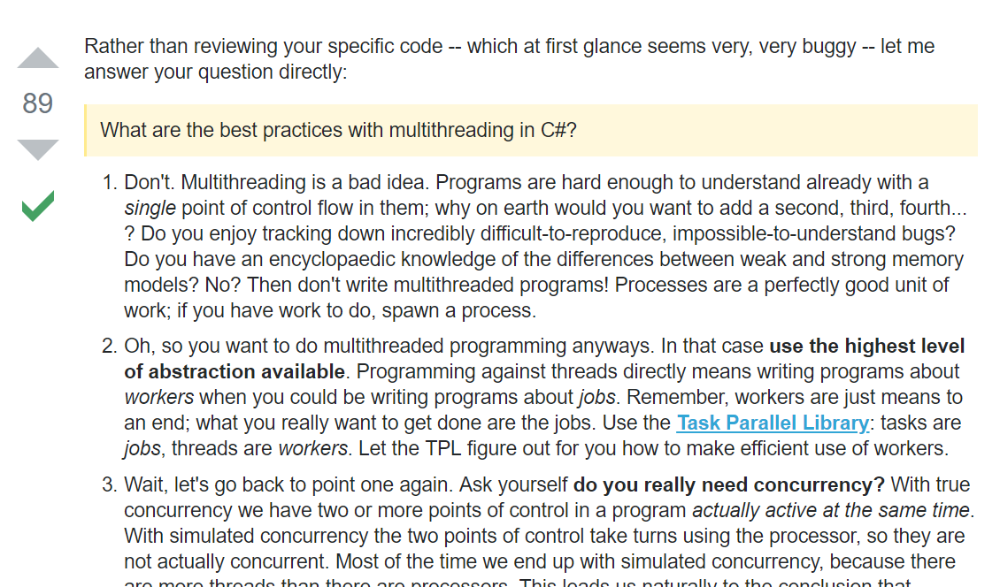 Rather than reviewing your specific code -- which at first glance seems very, very buggy -- let me
answer your question directly:
89
What are the best practices with multithreading in C#?
1. Don't. Multithreading is a bad idea. Programs are hard enough to understand already with a
single point of control flow in them; why on earth would you want to add a second, third, fourth...
? Do you enjoy tracking down incredibly difficult-to-reproduce, impossible-to-understand bugs?
Do you have an encyclopaedic knowledge of the differences between weak and strong memory
models? No? Then don't write multithreaded programs! Processes are a perfectly good unit of
work; if you have work to do, spawn a process.
2. Oh, so you want to do multithreaded programming anyways. In that case use the highest level
of abstraction available. Programming against threads directly means writing programs about
workers when you could be writing programs about jobs. Remember, workers are just means to
an end; what you really want to get done are the jobs. Use the Task Parallel Library: tasks are
jobs, threads are workers. Let the TPL figure out for you how to make efficient use of workers.
3. Wait, let's go back to point one again. Ask yourself do you really need concurrency? With true
concurrency we have two or more points of control in a program actually active at the same time.
With simulated concurrency the two points of control take turns using the processor, so they are
not actually concurrent. Most of the time we end up with simulated concurrency, because there
are more threads than there are processors. This leads us naturally to the conclusion that